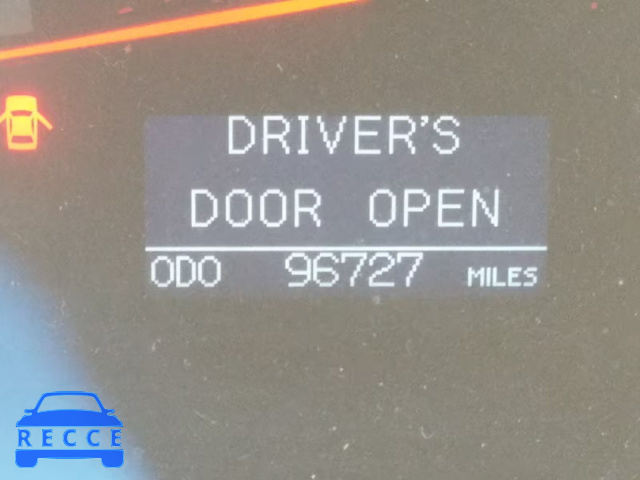 DRIVER'S
DOOR OPEN
ODO 96727 MILES
RECCE